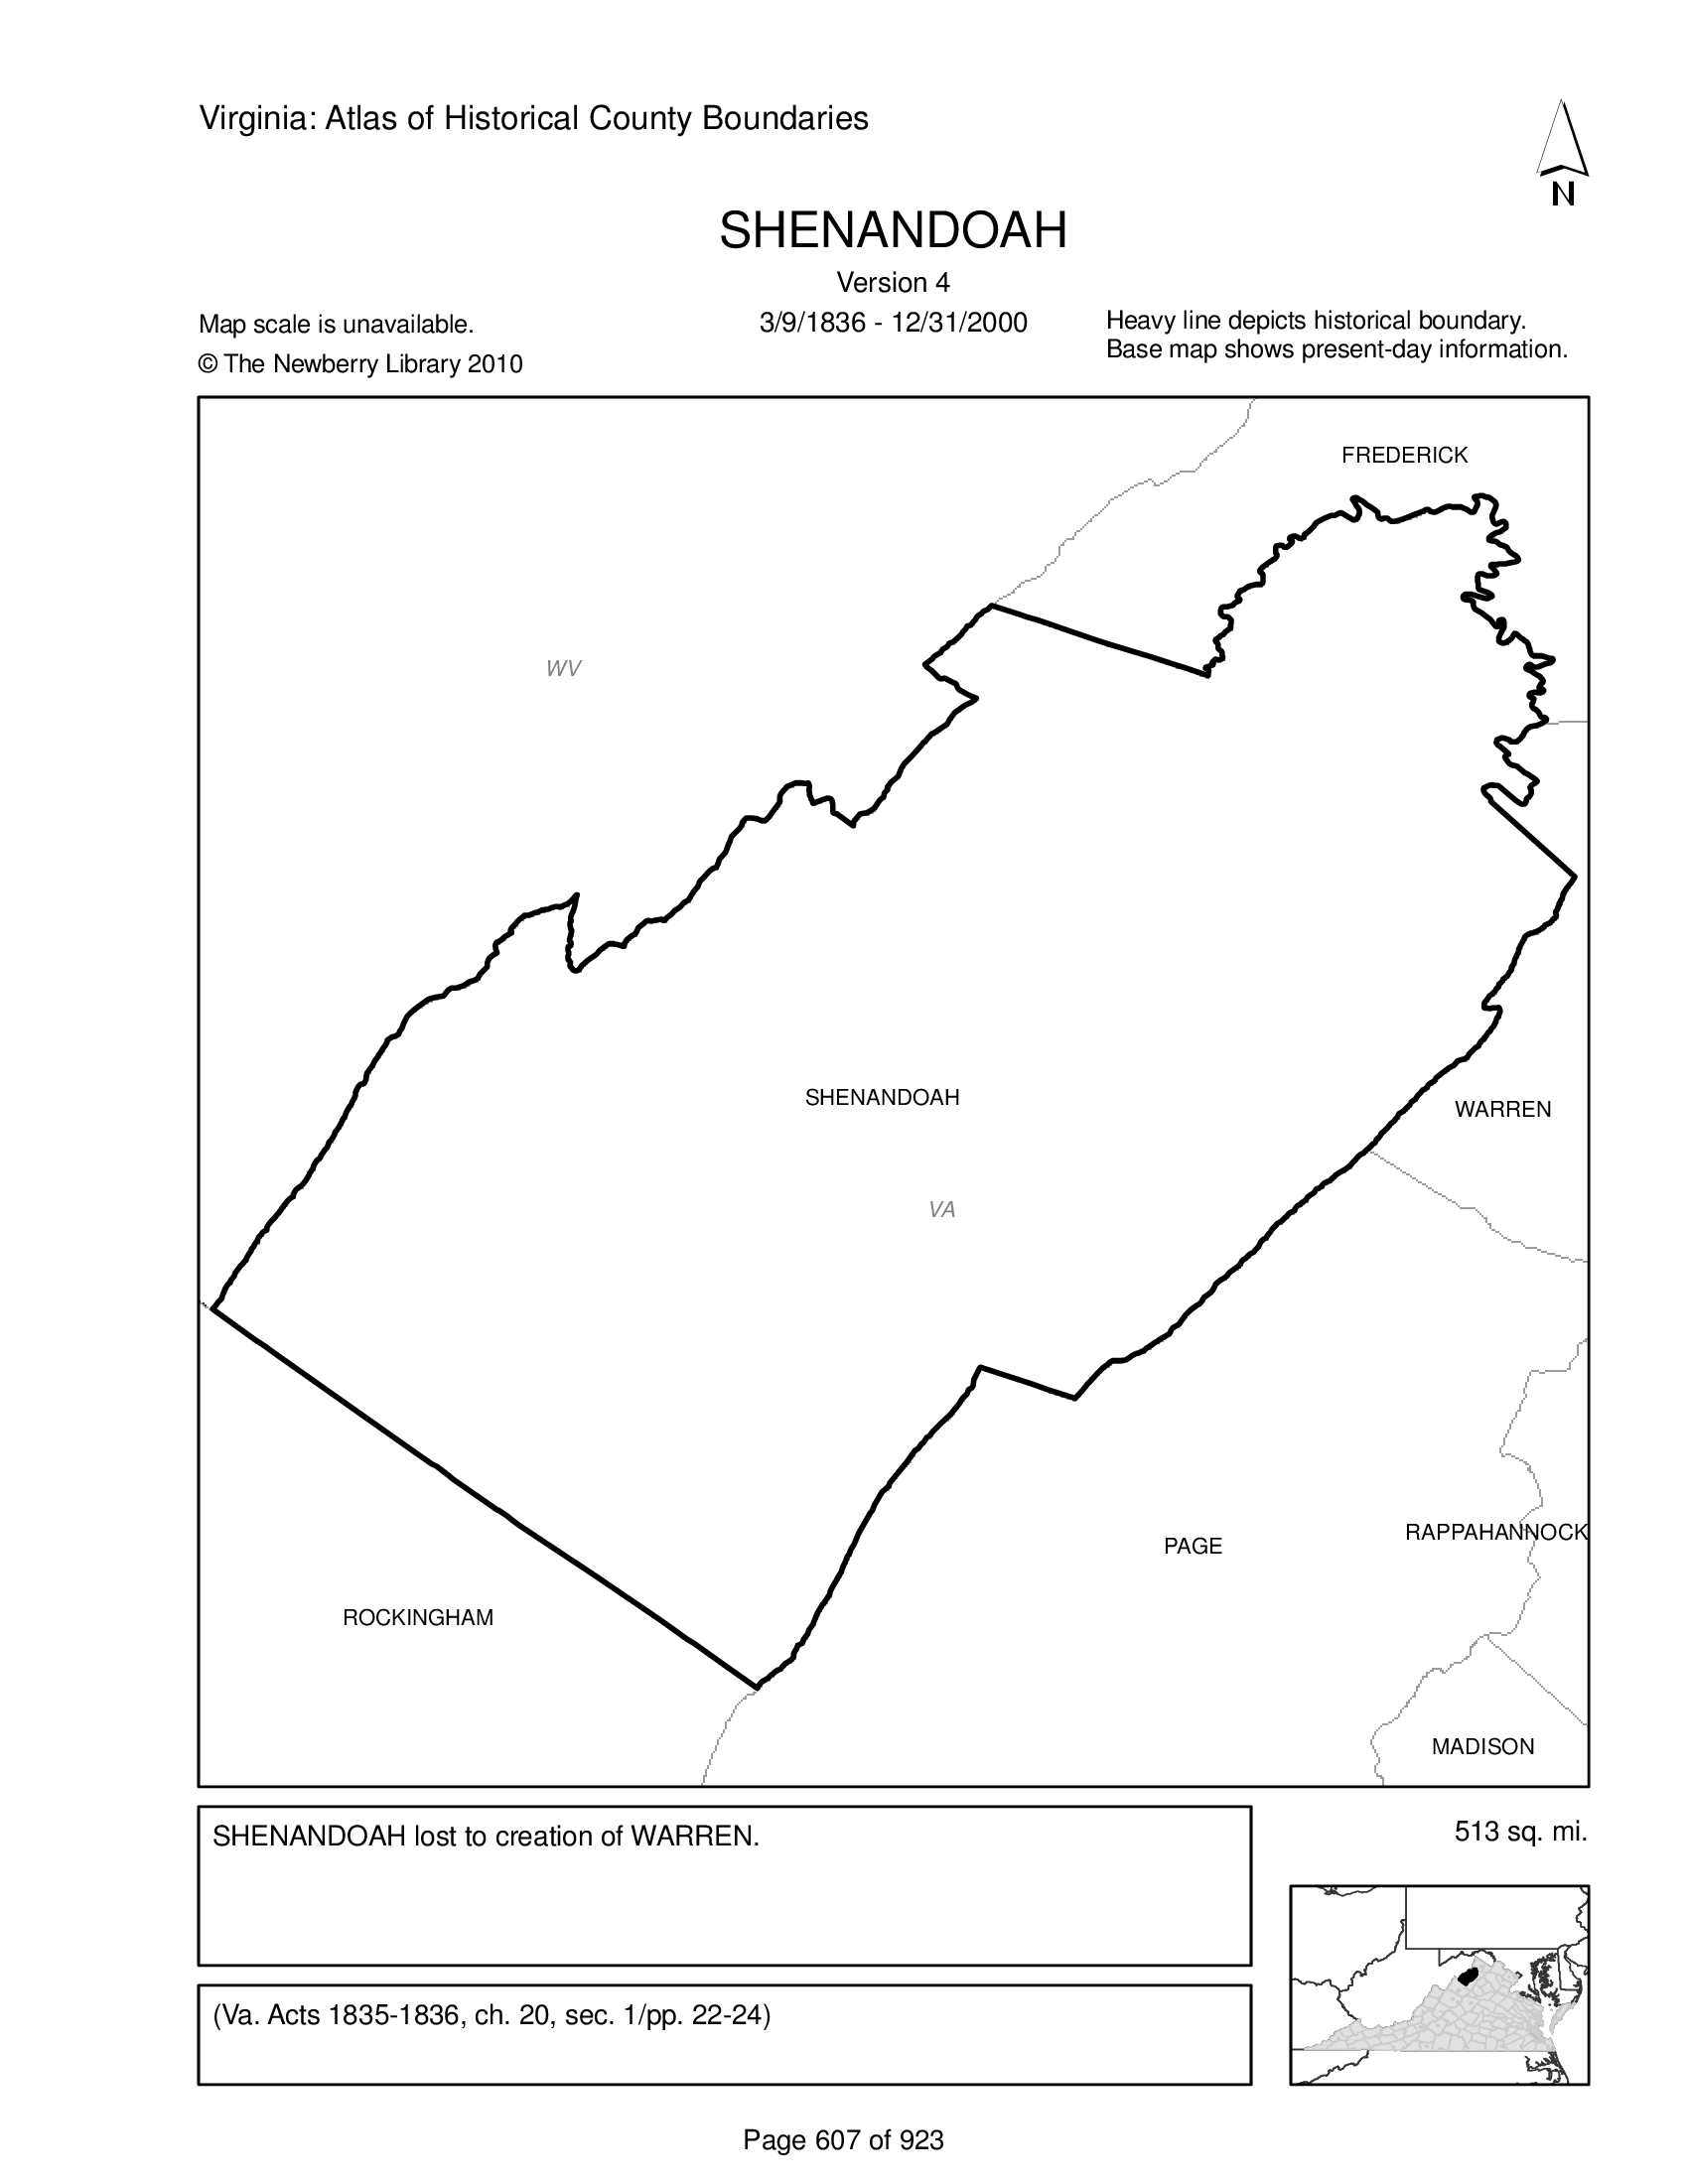 Virginia: Atlas of Historical County Boundaries
N
SHENANDOAH
Version 4
3/9/1836 - 12/31/2000
Map scale is unavailable.
© The Newberry Library 2010
Heavy line depicts historical boundary.
Base map shows present-day information.
FREDERICK
WV
SHENANDOAH
WARREN
VA
RAPPAHANNOCK
PAGE
ROCKINGHAM
MADISON
SHENANDOAH lost to creation of WARREN.
513 sq. mi.
(Va. Acts 1835-1836, ch. 20, sec. 1/pp. 22-24)
Page 607 of 923